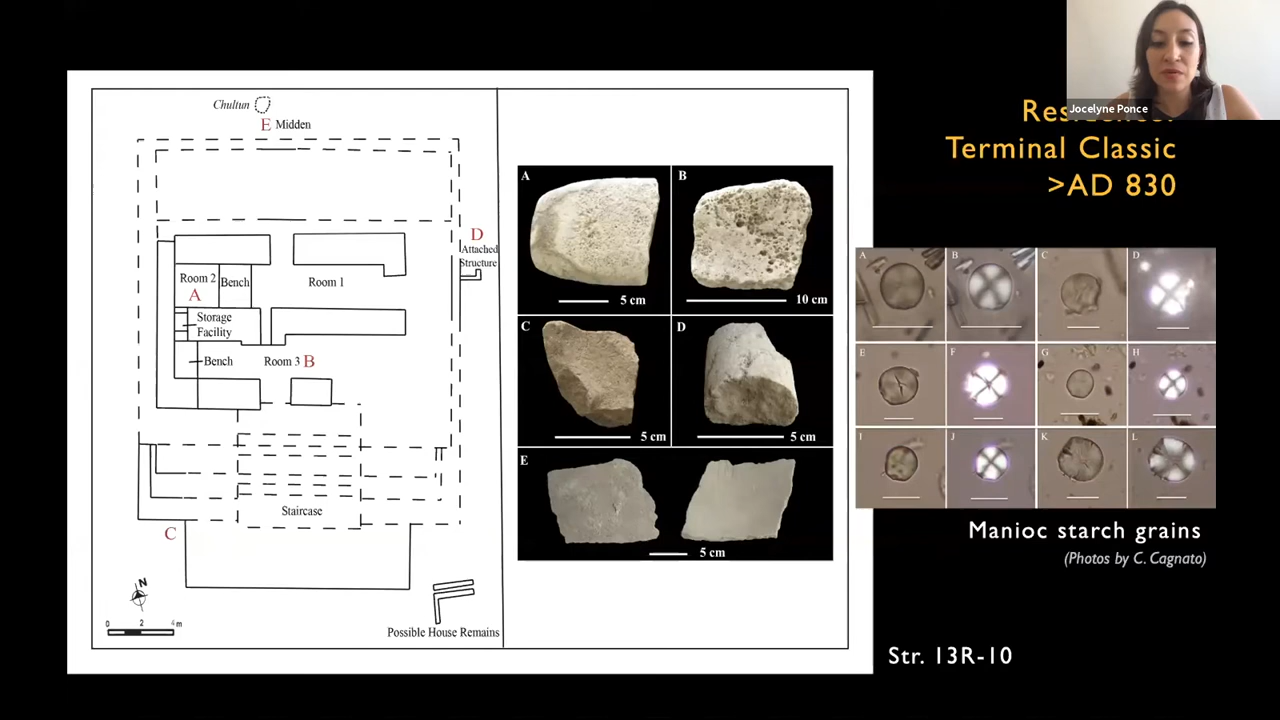 Jocelyne Ponce
Terminal Classic
>AD 830
Chultun
E Midden
D
Attached
Structure
Room 2
Bench
Room 1
A
Storage
Facility
Bench
Room 3 B
Staircase
C
N
0 2 4 m
Possible House Remains
A
5 cm
B
10 cm
C
5 cm
D
5 cm
E
5 cm
A
B
C
D
E
F
G
H
I
J
K
L
Manioc starch grains
(Photos by C. Cagnato)
Str. 13R-10